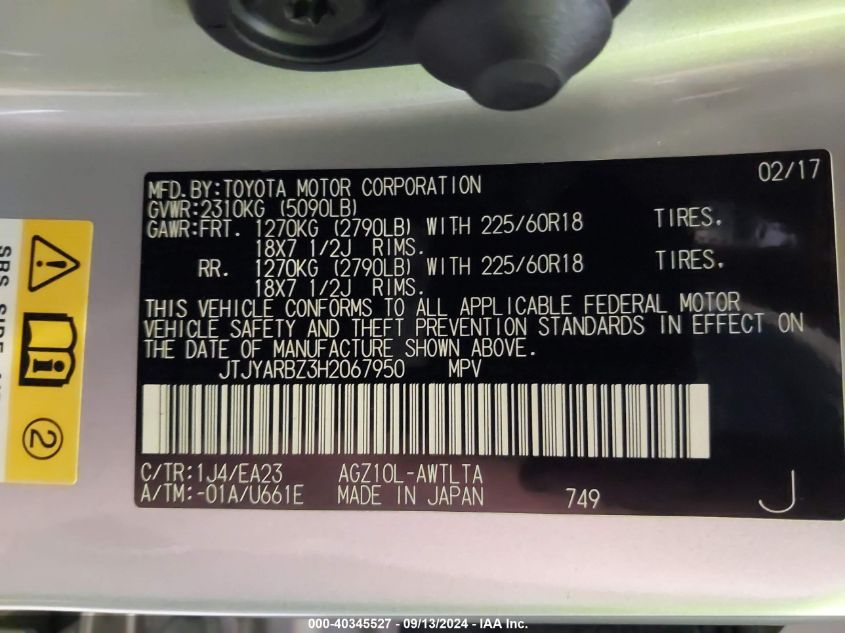 02/17
MFD.BY:TOYOTA MOTOR CORPORATION
GVWR:2310KG (5090LB)
GAWR:FRT. 1270KG (2790LB) WITH 225/60R18 TIRES.
18X7 1/2J RIMS.
RR. 1270KG (2790LB) WITH 225/60R18 TIRES.
18X7 1/2J RIMS.
THIS VEHICLE CONFORMS TO ALL APPLICABLE FEDERAL MOTOR
VEHICLE SAFETY AND THEFT PREVENTION STANDARDS IN EFFECT ON
THE DATE OF MANUFACTURE SHOWN ABOVE.
JTJYARBZ3H2067950 MPV
C/TR:1J4/EA23 AGZ10L-AWTLTA
A/TM:-01A/U661E MADE IN JAPAN 749 J
SRS SIDE
2
000-40345527 - 09/13/2024 - IAA Inc.